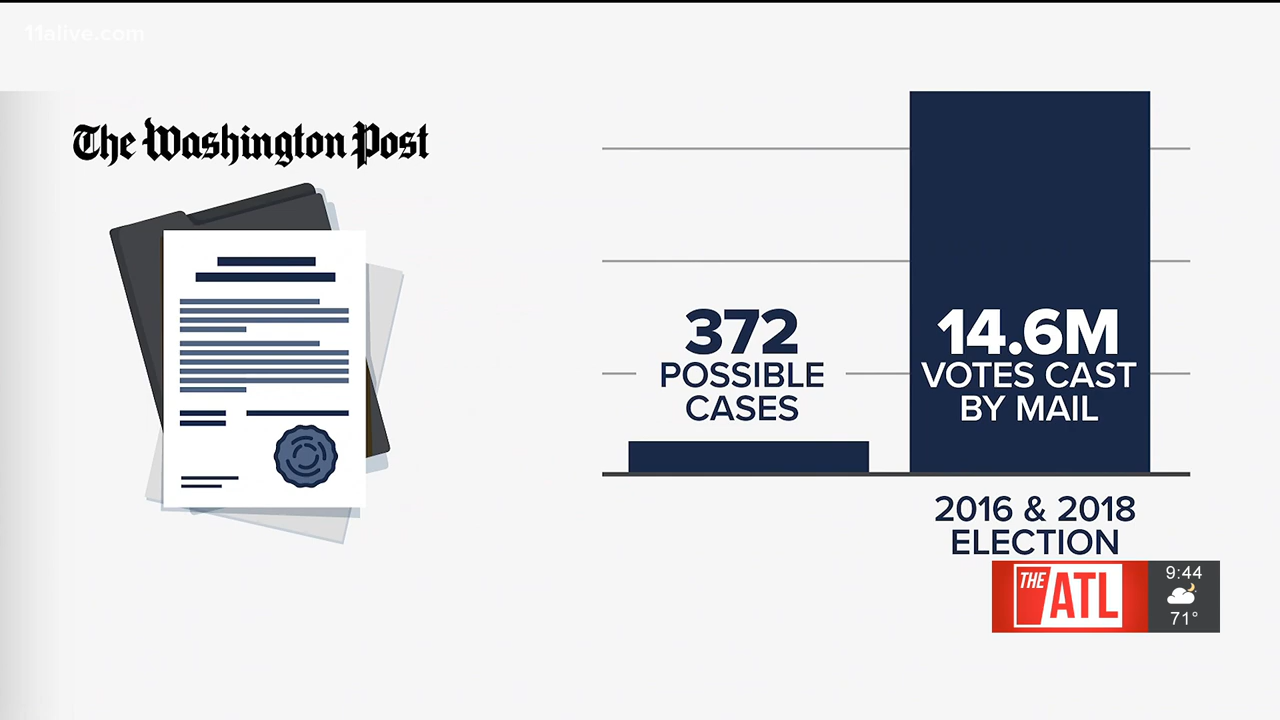 11alive.com
The Washington Post
372
POSSIBLE
CASES
14.6M
VOTES CAST
BY MAIL
2016 & 2018
ELECTION
THE
ATL
9:44
71°